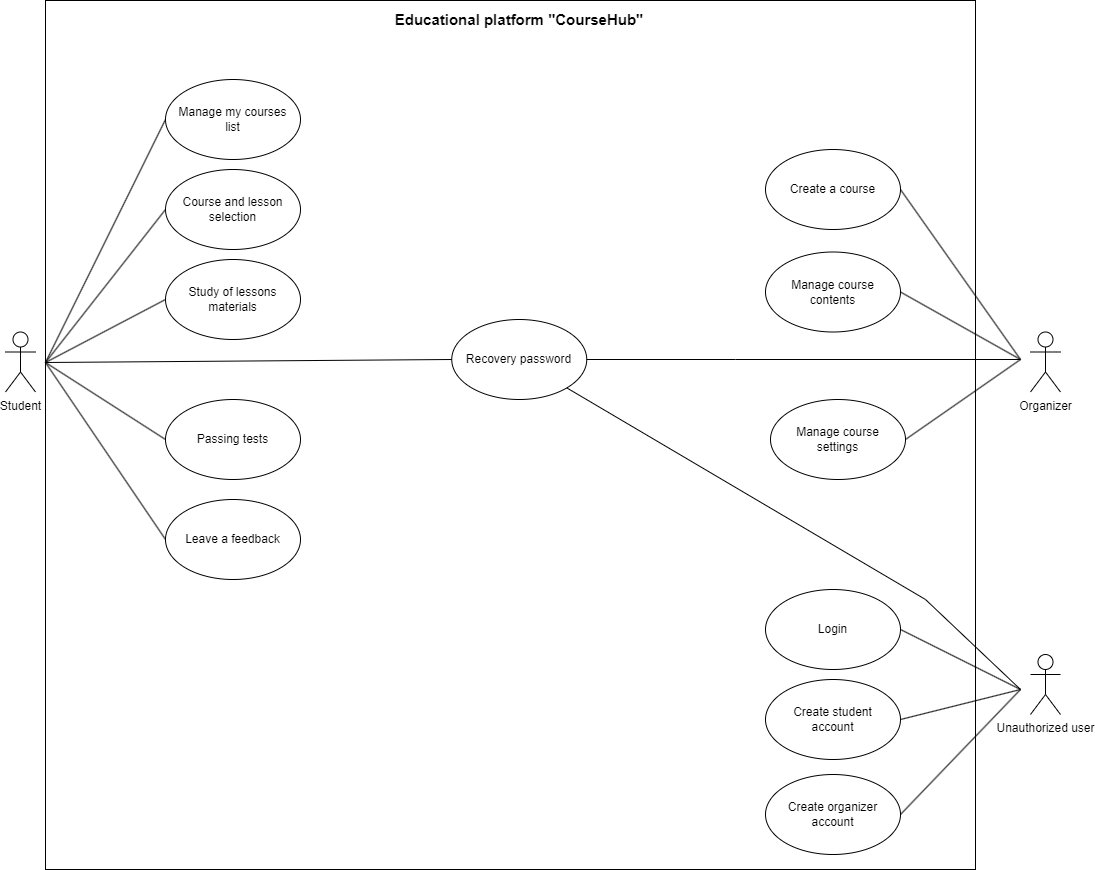 Educational platform "CourseHub"
Manage my courses
list
Course and lesson
selection
Study of lessons
materials
Passing tests
Leave a feedback
Student
Recovery password
Create a course
Manage course
contents
Manage course
settings
Organizer
Login
Create student
account
Create organizer
account
Unauthorized user